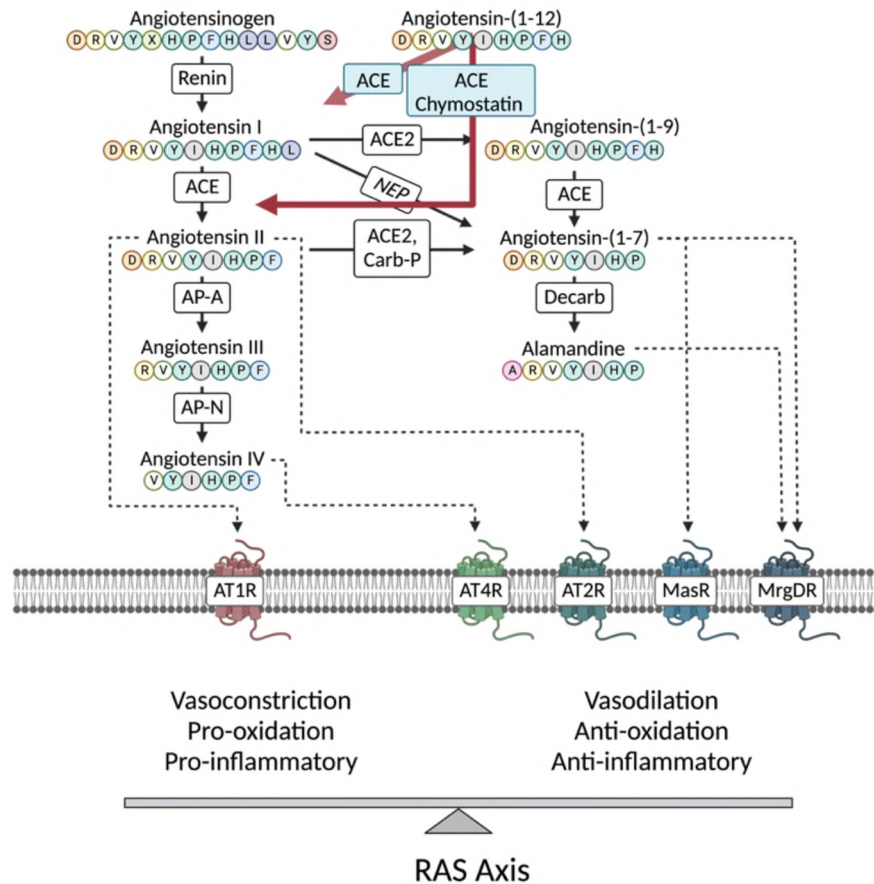 Angiotensinogen
D R V Y X H P F H L L V Y S
Angiotensin-(1-12)
D R V Y I H P F H
Renin
ACE
ACE
Chymostatin
Angiotensin I
D R V Y I H P F H L
ACE2
Angiotensin-(1-9)
D R V Y I H P F H
ACE
NEP
ACE
Angiotensin II
D R V Y I H P F
ACE2,
Carb-P
Angiotensin-(1-7)
D R V Y I H P
AP-A
Decarb
Angiotensin III
R V Y I H P F
Alamandine
A R V Y I H P
AP-N
Angiotensin IV
V Y I H P F
AT1R
AT4R
AT2R
MasR
MrgDR
Vasoconstriction
Pro-oxidation
Pro-inflammatory
Vasodilation
Anti-oxidation
Anti-inflammatory
RAS Axis